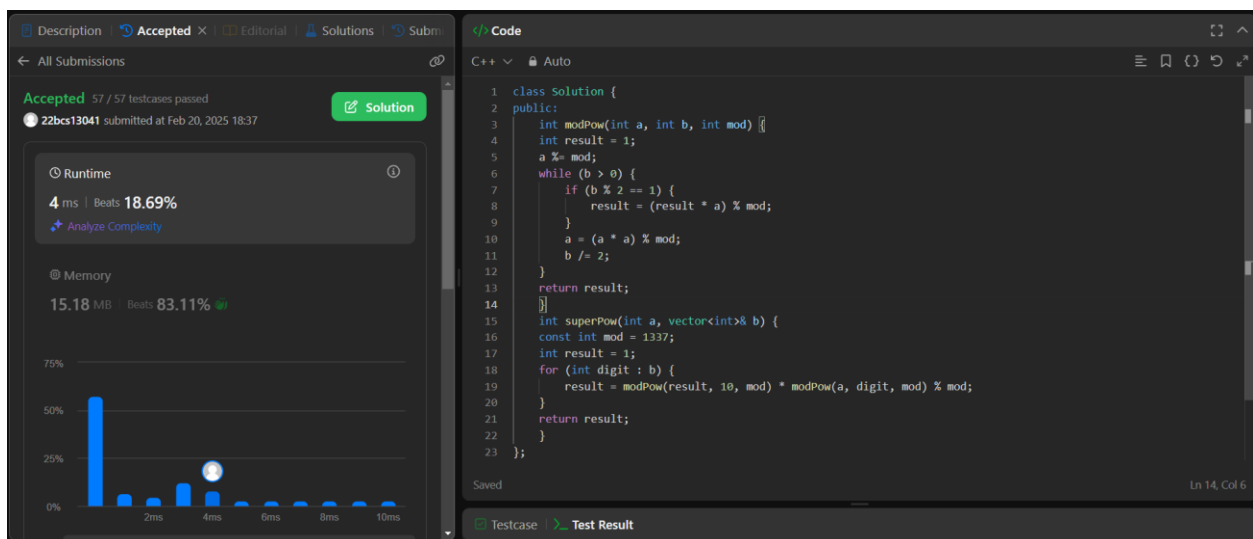 Description | Accepted × | Editorial | Solutions | Subm
← All Submissions
Accepted 57 / 57 testcases passed
22bcs13041 submitted at Feb 20, 2025 18:37
Solution
Runtime
4 ms | Beats 18.69%
Analyze Complexity
Memory
15.18 MB | Beats 83.11%
75%
50%
25%
0%
2ms 4ms 6ms 8ms 10ms
</> Code
C++ Auto
1 class Solution {
2 public:
3     int modPow(int a, int b, int mod) {
4     int result = 1;
5     a %= mod;
6     while (b > 0) {
7         if (b % 2 == 1) {
8             result = (result * a) % mod;
9         }
10         a = (a * a) % mod;
11         b /= 2;
12     }
13     return result;
14     }
15     int superPow(int a, vector<int>& b) {
16     const int mod = 1337;
17     int result = 1;
18     for (int digit : b) {
19         result = modPow(result, 10, mod) * modPow(a, digit, mod) % mod;
20     }
21     return result;
22     }
23 };
Saved
Ln 14, Col 6
Testcase | >_ Test Result